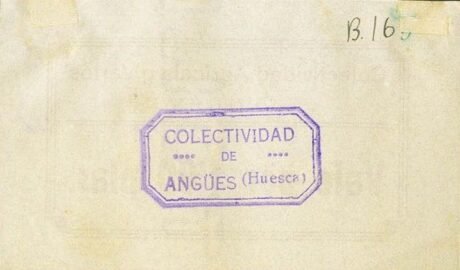 B.16
COLECTIVIDAD
DE
ANGÜES (Huesca)